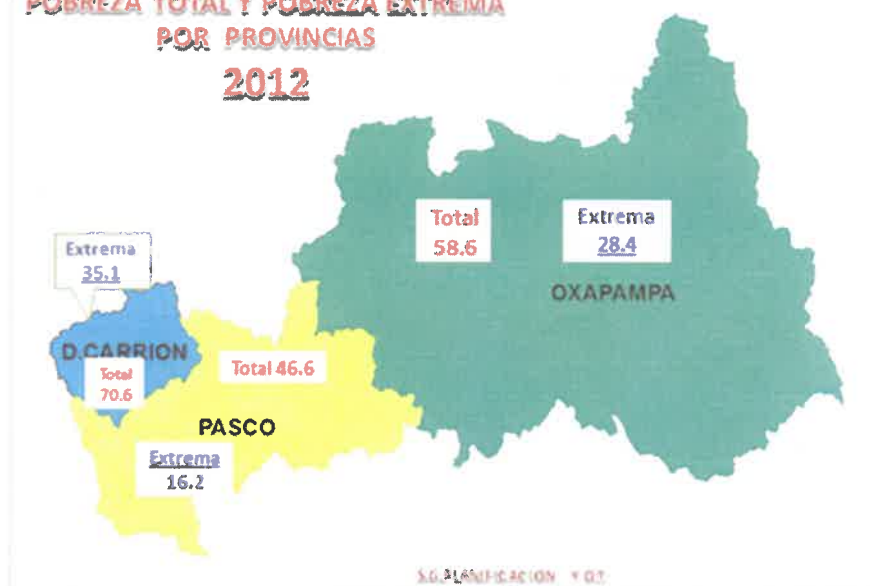 POBREZA TOTAL Y POBREZA EXTREMA
POR PROVINCIAS
2012
Total
58.6
Extrema
28.4
OXAPAMPA
Extrema
35.1
D.CARRION
Total
70.6
Total 46.6
PASCO
Extrema
16.2
S.G. PLANIFICACION Y O.T